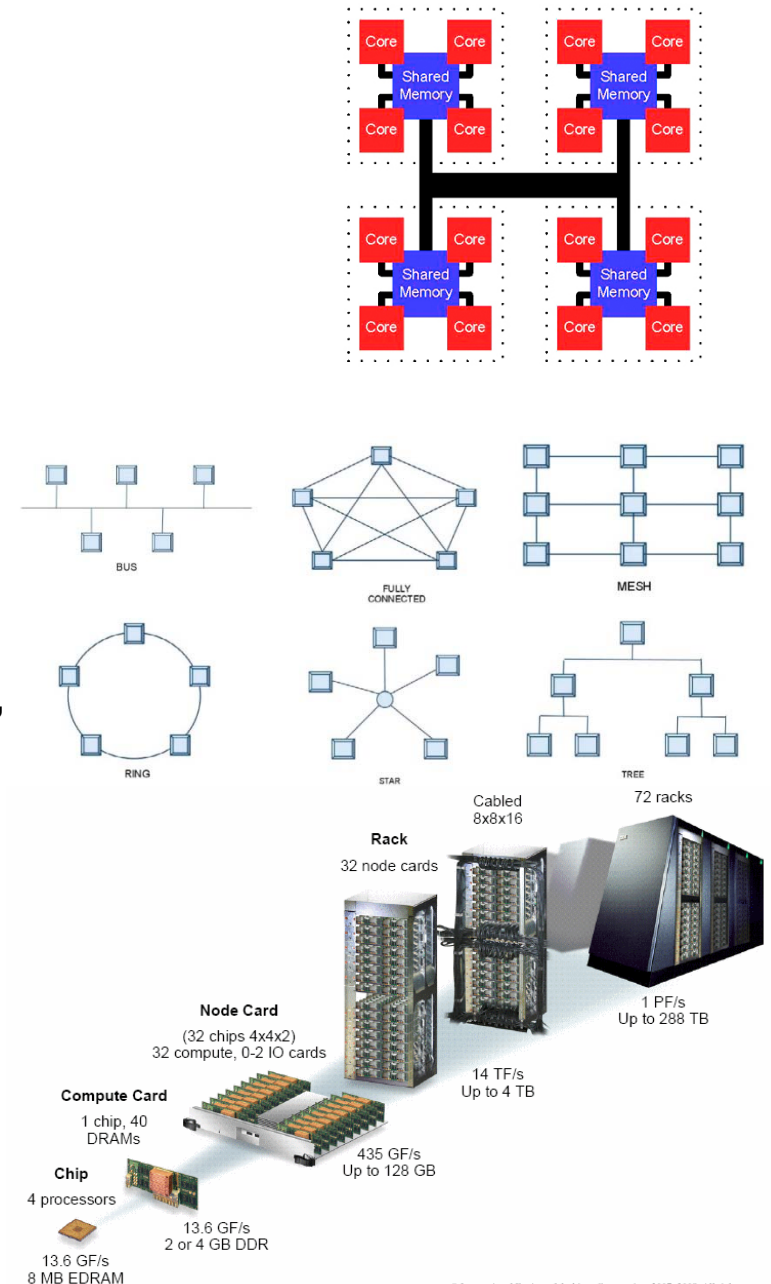 Core
Core
Shared
Memory
Core
Core
Core
Core
Shared
Memory
Core
Core
Core
Core
Shared
Memory
Core
Core
Core
Core
Shared
Memory
Core
Core
BUS
FULLY
CONNECTED
MESH
RING
STAR
TREE
,
Cabled
8x8x16
72 racks
Rack
32 node cards
1 PF/s
Up to 288 TB
Node Card
(32 chips 4x4x2)
32 compute, 0-2 IO cards
14 TF/s
Up to 4 TB
Compute Card
1 chip, 40
DRAMs
435 GF/s
Up to 128 GB
Chip
4 processors
13.6 GF/s
2 or 4 GB DDR
13.6 GF/s
8 MB EDRAM